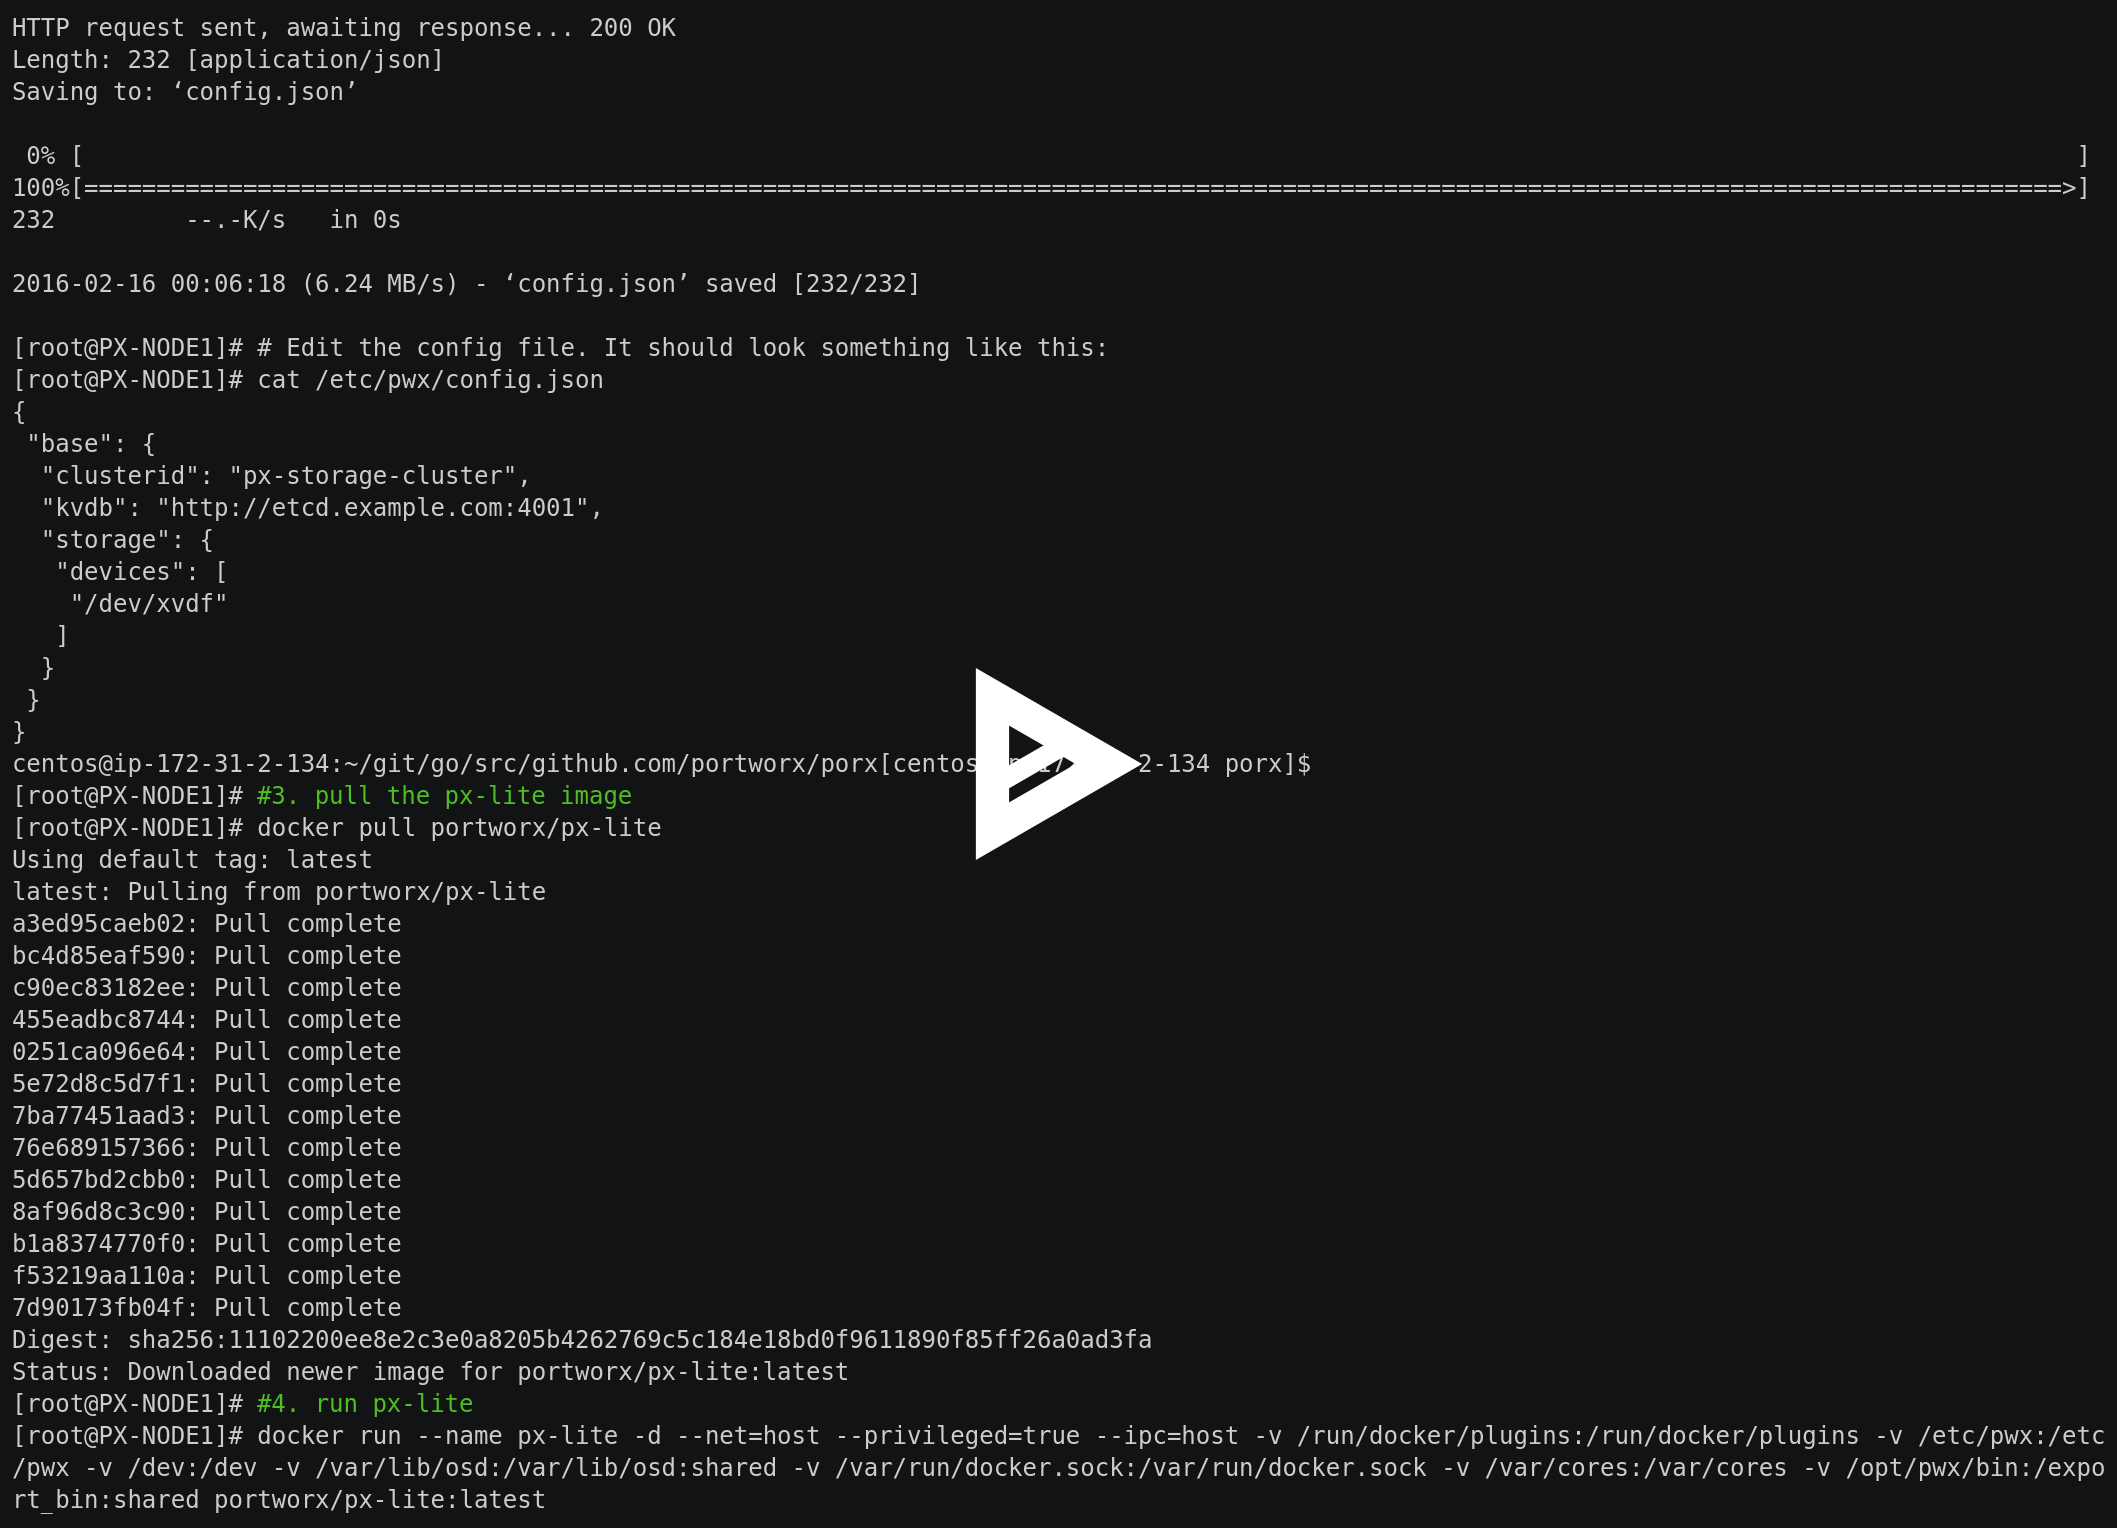 HTTP request sent, awaiting response... 200 OK
Length: 232 [application/json]
Saving to: ‘config.json’
 0% [                                                                                                                                          ]
100%[=========================================================================================================================================>]
232         --.-K/s   in 0s
2016-02-16 00:06:18 (6.24 MB/s) - ‘config.json’ saved [232/232]
[root@PX-NODE1]# # Edit the config file. It should look something like this:
[root@PX-NODE1]# cat /etc/pwx/config.json
{
 "base": {
  "clusterid": "px-storage-cluster",
  "kvdb": "http://etcd.example.com:4001",
  "storage": {
   "devices": [
    "/dev/xvdf"
   ]
  }
 }
}
centos@ip-172-31-2-134:~/git/go/src/github.com/portworx/porx[centos 2-134 porx]$
[root@PX-NODE1]# #3. pull the px-lite image
[root@PX-NODE1]# docker pull portworx/px-lite
Using default tag: latest
latest: Pulling from portworx/px-lite
a3ed95caeb02: Pull complete
bc4d85eaf590: Pull complete
c90ec83182ee: Pull complete
455eadbc8744: Pull complete
0251ca096e64: Pull complete
5e72d8c5d7f1: Pull complete
7ba77451aad3: Pull complete
76e689157366: Pull complete
5d657bd2cbb0: Pull complete
8af96d8c3c90: Pull complete
b1a8374770f0: Pull complete
f53219aa110a: Pull complete
7d90173fb04f: Pull complete
Digest: sha256:11102200ee8e2c3e0a8205b4262769c5c184e18bd0f9611890f85ff26a0ad3fa
Status: Downloaded newer image for portworx/px-lite:latest
[root@PX-NODE1]# #4. run px-lite
[root@PX-NODE1]# docker run --name px-lite -d --net=host --privileged=true --ipc=host -v /run/docker/plugins:/run/docker/plugins -v /etc/pwx:/etc
/pwx -v /dev:/dev -v /var/lib/osd:/var/lib/osd:shared -v /var/run/docker.sock:/var/run/docker.sock -v /var/cores:/var/cores -v /opt/pwx/bin:/expo
rt_bin:shared portworx/px-lite:latest